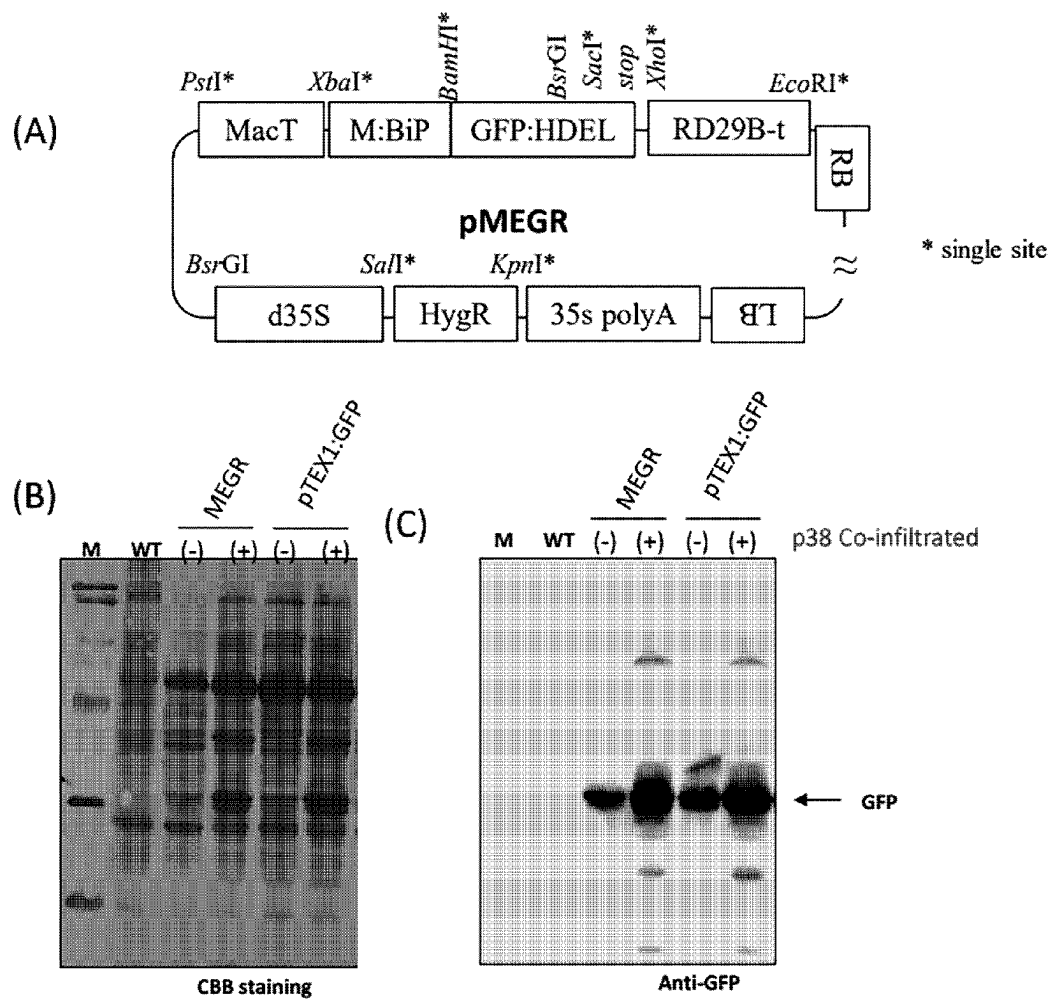 (A)
PstI*
XbaI*
BamHI*
BsrGI
SacI*
stop
XhoI*
EcoRI*
MacT
M:BiP
GFP:HDEL
RD29B-t
RB
pMEGR
* single site
≈
BsrGI
SalI*
KpnI*
d35S
HygR
35s polyA
LB
(B)
MEGR
pTEX1:GFP
M WT (-) (+) (-) (+)
CBB staining
(C)
MEGR
pTEX1:GFP
M WT (-) (+) (-) (+) p38 Co-infiltrated
GFP
Anti-GFP